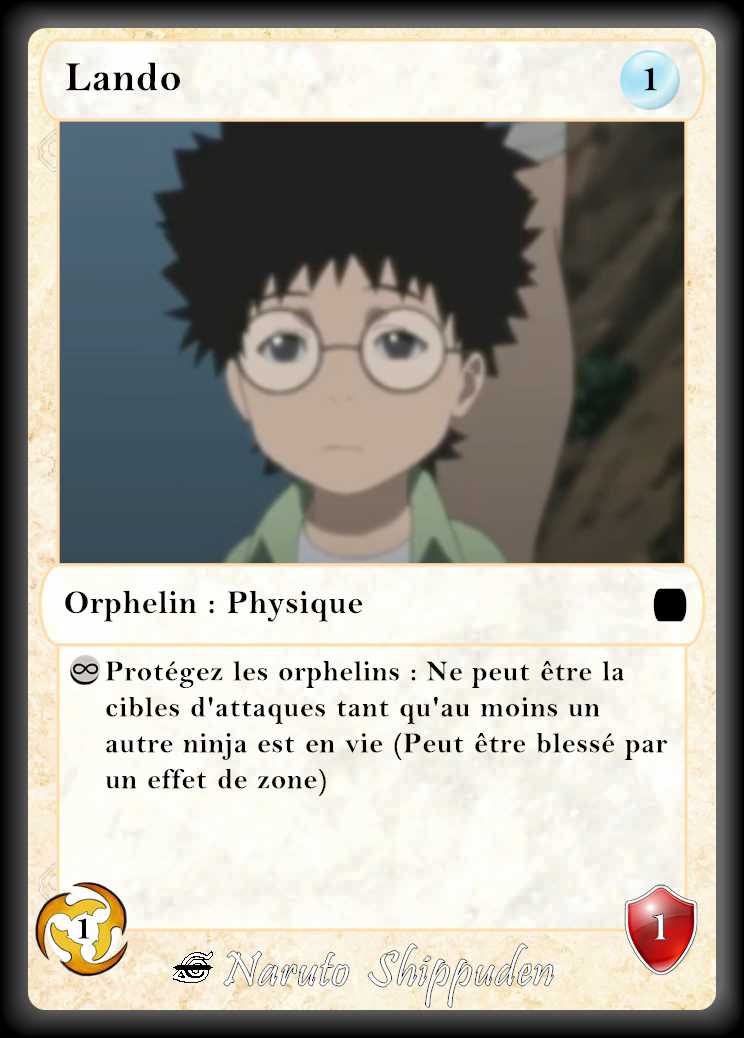 Lando
1
Orphelin : Physique
Protégez les orphelins : Ne peut être la
cibles d'attaques tant qu'au moins un
autre ninja est en vie (Peut être blessé par
un effet de zone)
1
1
Naruto Shippuden